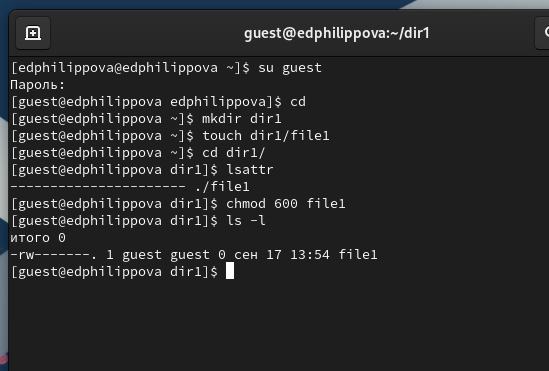 guest@edphilippova:~/dir1
[edphilippova@edphilippova ~]$ su guest
Пароль:
[guest@edphilippova edphilippova]$ cd
[guest@edphilippova ~]$ mkdir dir1
[guest@edphilippova ~]$ touch dir1/file1
[guest@edphilippova ~]$ cd dir1/
[guest@edphilippova dir1]$ lsattr
---------------------- ./file1
[guest@edphilippova dir1]$ chmod 600 file1
[guest@edphilippova dir1]$ ls -l
итого 0
-rw-------. 1 guest guest 0 сен 17 13:54 file1
[guest@edphilippova dir1]$